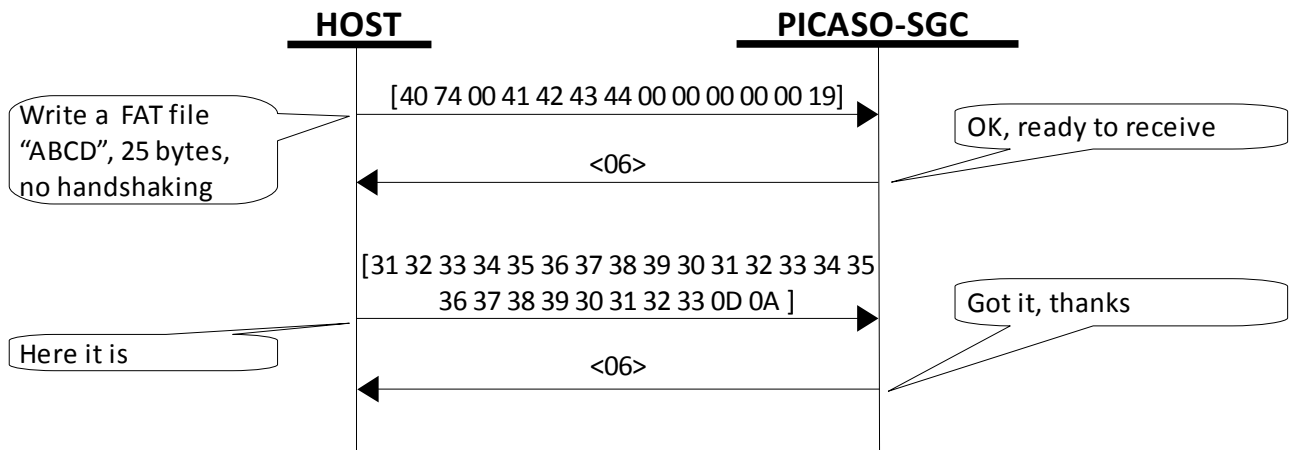 HOST
PICASO-SGC
[40 74 00 41 42 43 44 00 00 00 00 00 19]
Write a FAT file
“ABCD”, 25 bytes,
no handshaking
OK, ready to receive
<06>
[31 32 33 34 35 36 37 38 39 30 31 32 33 34 35
36 37 38 39 30 31 32 33 0D 0A ]
Got it, thanks
Here it is
<06>